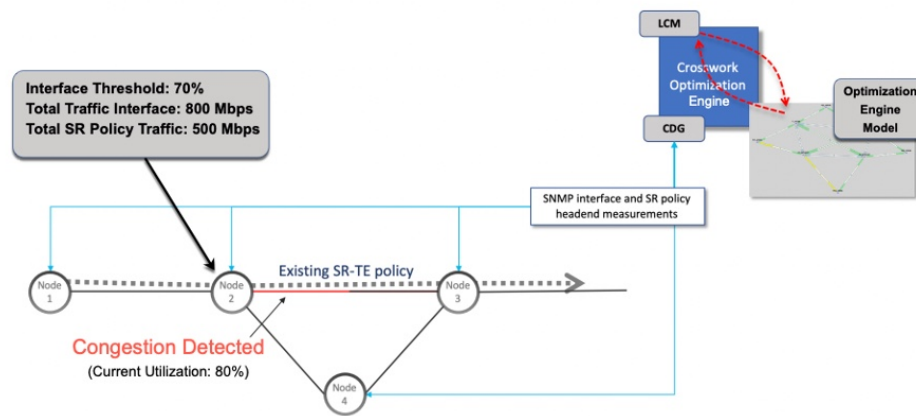 LCM
Crosswork
Optimization
Engine
CDG
Optimization
Engine
Model
Interface Threshold: 70%
Total Traffic Interface: 800 Mbps
Total SR Policy Traffic: 500 Mbps
SNMP interface and SR policy
headend measurements
Existing SR-TE policy
Node
1
Node
2
Node
3
Congestion Detected
(Current Utilization: 80%)
Node
4